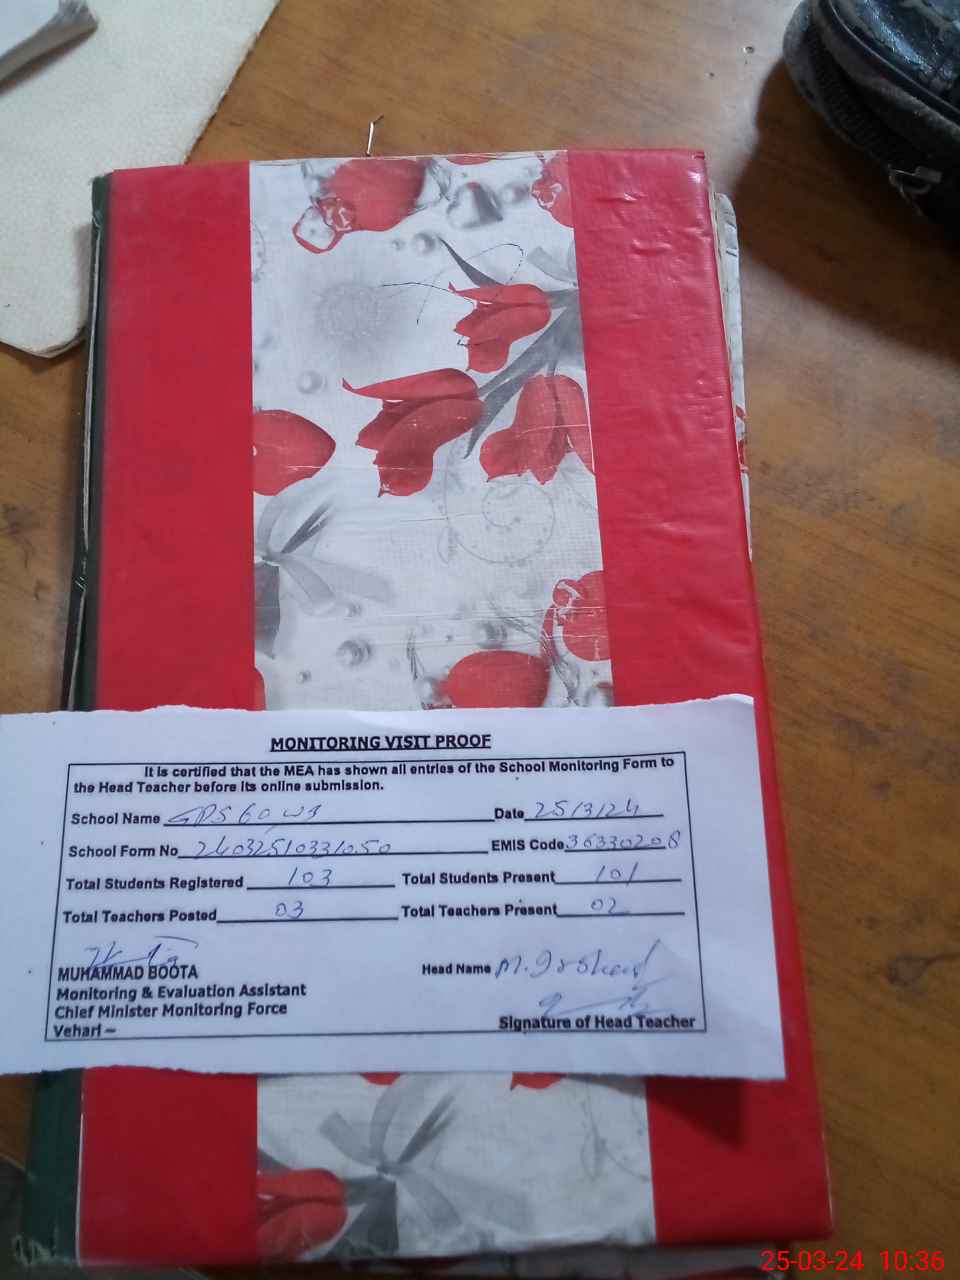 MONITORING VISIT PROOF
It is certified that the MEA has shown all entries of the School Monitoring Form to
the Head Teacher before its online submission.
School Name GPS 60 WB Date 25/3/24
School Form No 24032510331050 EMIS Code 36330208
Total Students Registered 103 Total Students Present 101
Total Teachers Posted 03 Total Teachers Present 02
MUHAMMAD BOOTA Head Name M. Irshad
Monitoring & Evaluation Assistant
Chief Minister Monitoring Force
Vehari – Signature of Head Teacher
25-03-24 10:36